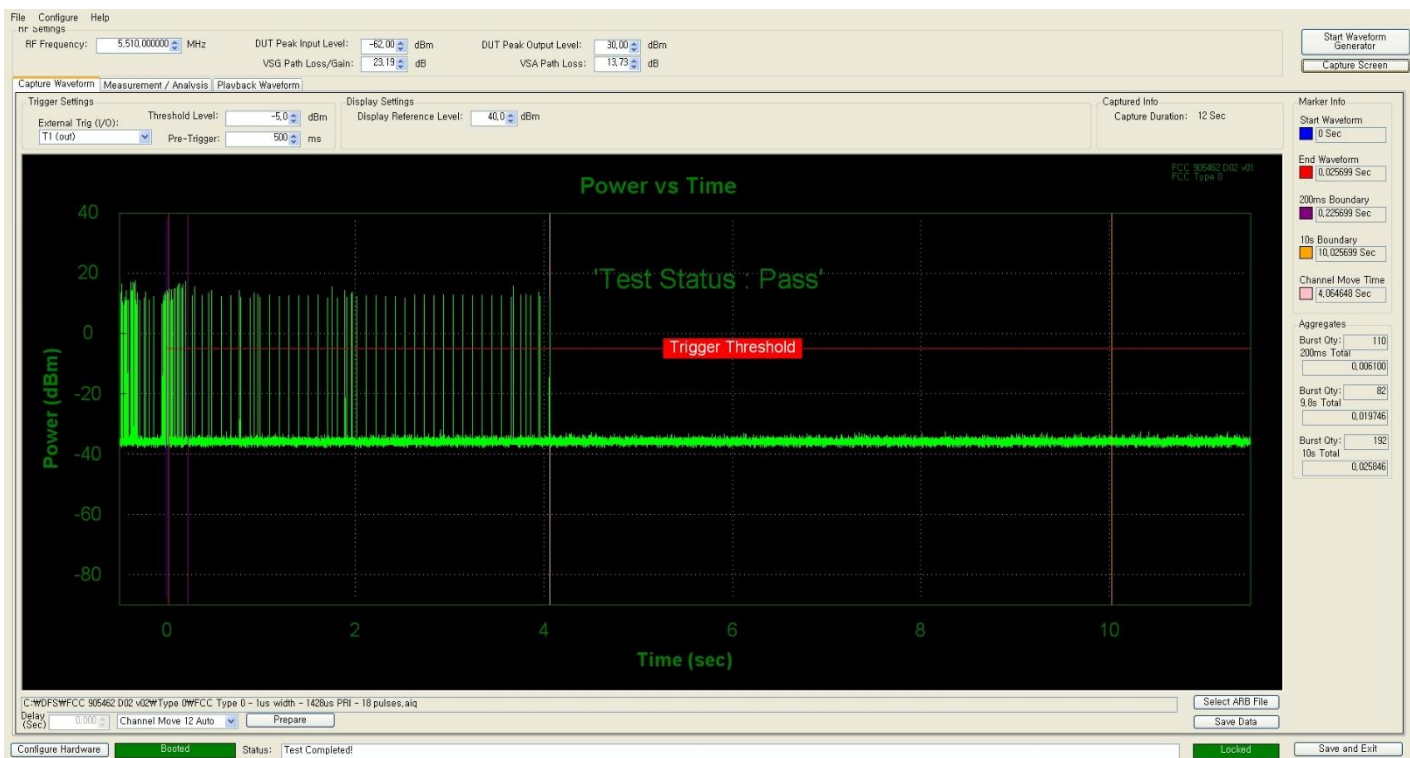 File Configure Help
RF Settings
RF Frequency: 5,510,000000 MHz DUT Peak Input Level: -62,00 dBm DUT Peak Output Level: 30,00 dBm
VSG Path Loss/Gain: 23,19 dB VSA Path Loss: 13,73 dB
Start Waveform Generator
Capture Screen
Capture Waveform Measurement / Analysis Playback Waveform
Trigger Settings
External Trig (I/O):
T1 (out)
Threshold Level: -5,0 dBm
Pre-Trigger: 500 ms
Display Settings
Display Reference Level: 40,0 dBm
Captured Info
Capture Duration: 12 Sec
FCC 905462 D02 v01
FCC Type 0
Power vs Time
'Test Status : Pass'
Trigger Threshold
Power (dBm)
40
20
0
-20
-40
-60
-80
0 2 4 6 8 10
Time (sec)
Marker Info
Start Waveform
0 Sec
End Waveform
0,025699 Sec
200ms Boundary
0,225699 Sec
10s Boundary
10,025699 Sec
Channel Move Time
4,064648 Sec
Aggregates
Burst Qty: 110
200ms Total
0,006100
Burst Qty: 82
9.8s Total
0,019746
Burst Qty: 192
10s Total
0,025846
C:₩DFS₩FCC 905462 D02 v02₩Type 0₩FCC Type 0 - 1us width - 1428us PRI - 18 pulses,aiq
Select ARB File
Delay (Sec) 0,000 Channel Move 12 Auto Prepare
Save Data
Configure Hardware Booted Status: Test Completed! Locked Save and Exit